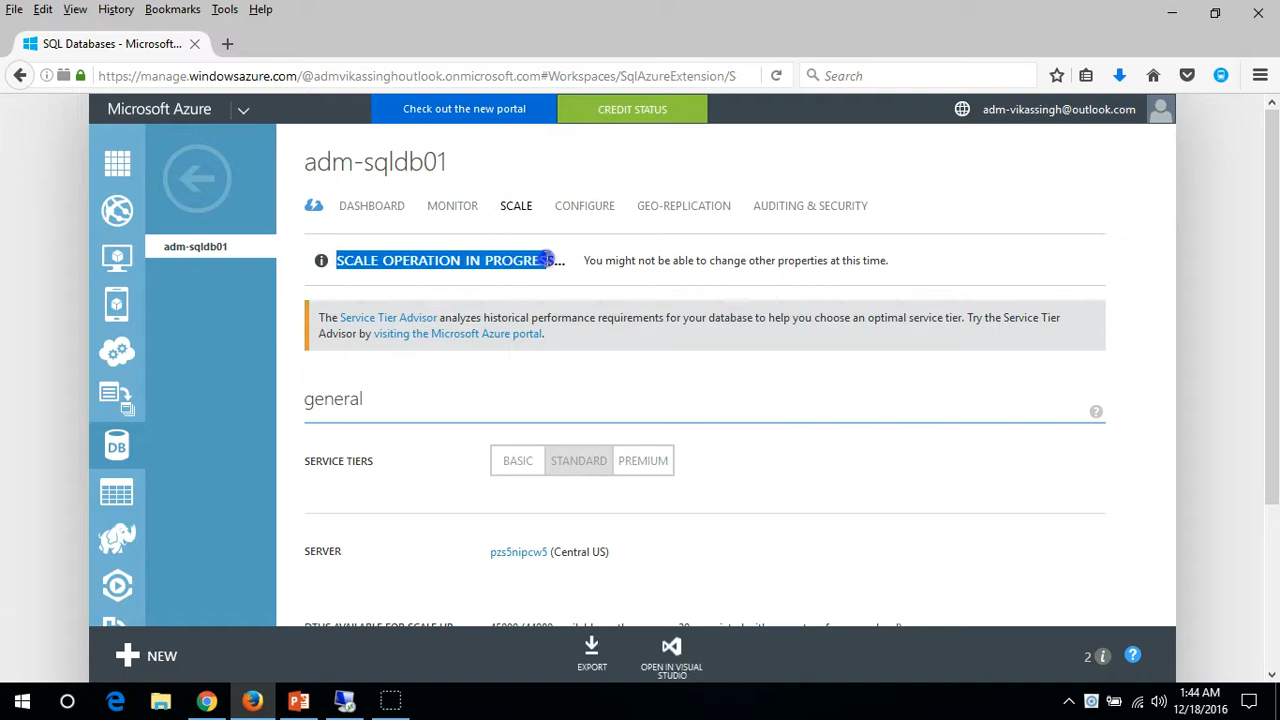 File Edit View History Bookmarks Tools Help
SQL Databases - Microsoft...
https://manage.windowsazure.com/@admvikassinghoutlook.onmicrosoft.com#Workspaces/SqlAzureExtension/S
Search
Microsoft Azure
Check out the new portal
CREDIT STATUS
adm-vikassingh@outlook.com
adm-sqldb01
DASHBOARD MONITOR SCALE CONFIGURE GEO-REPLICATION AUDITING & SECURITY
adm-sqldb01
SCALE OPERATION IN PROGRESS... You might not be able to change other properties at this time.
The Service Tier Advisor analyzes historical performance requirements for your database to help you choose an optimal service tier. Try the Service Tier
Advisor by visiting the Microsoft Azure portal.
general
?
SERVICE TIERS BASIC STANDARD PREMIUM
DB
SERVER pzs5nipcw5 (Central US)
NEW
EXPORT
OPEN IN VISUAL
STUDIO
2
?
1:44 AM
12/18/2016